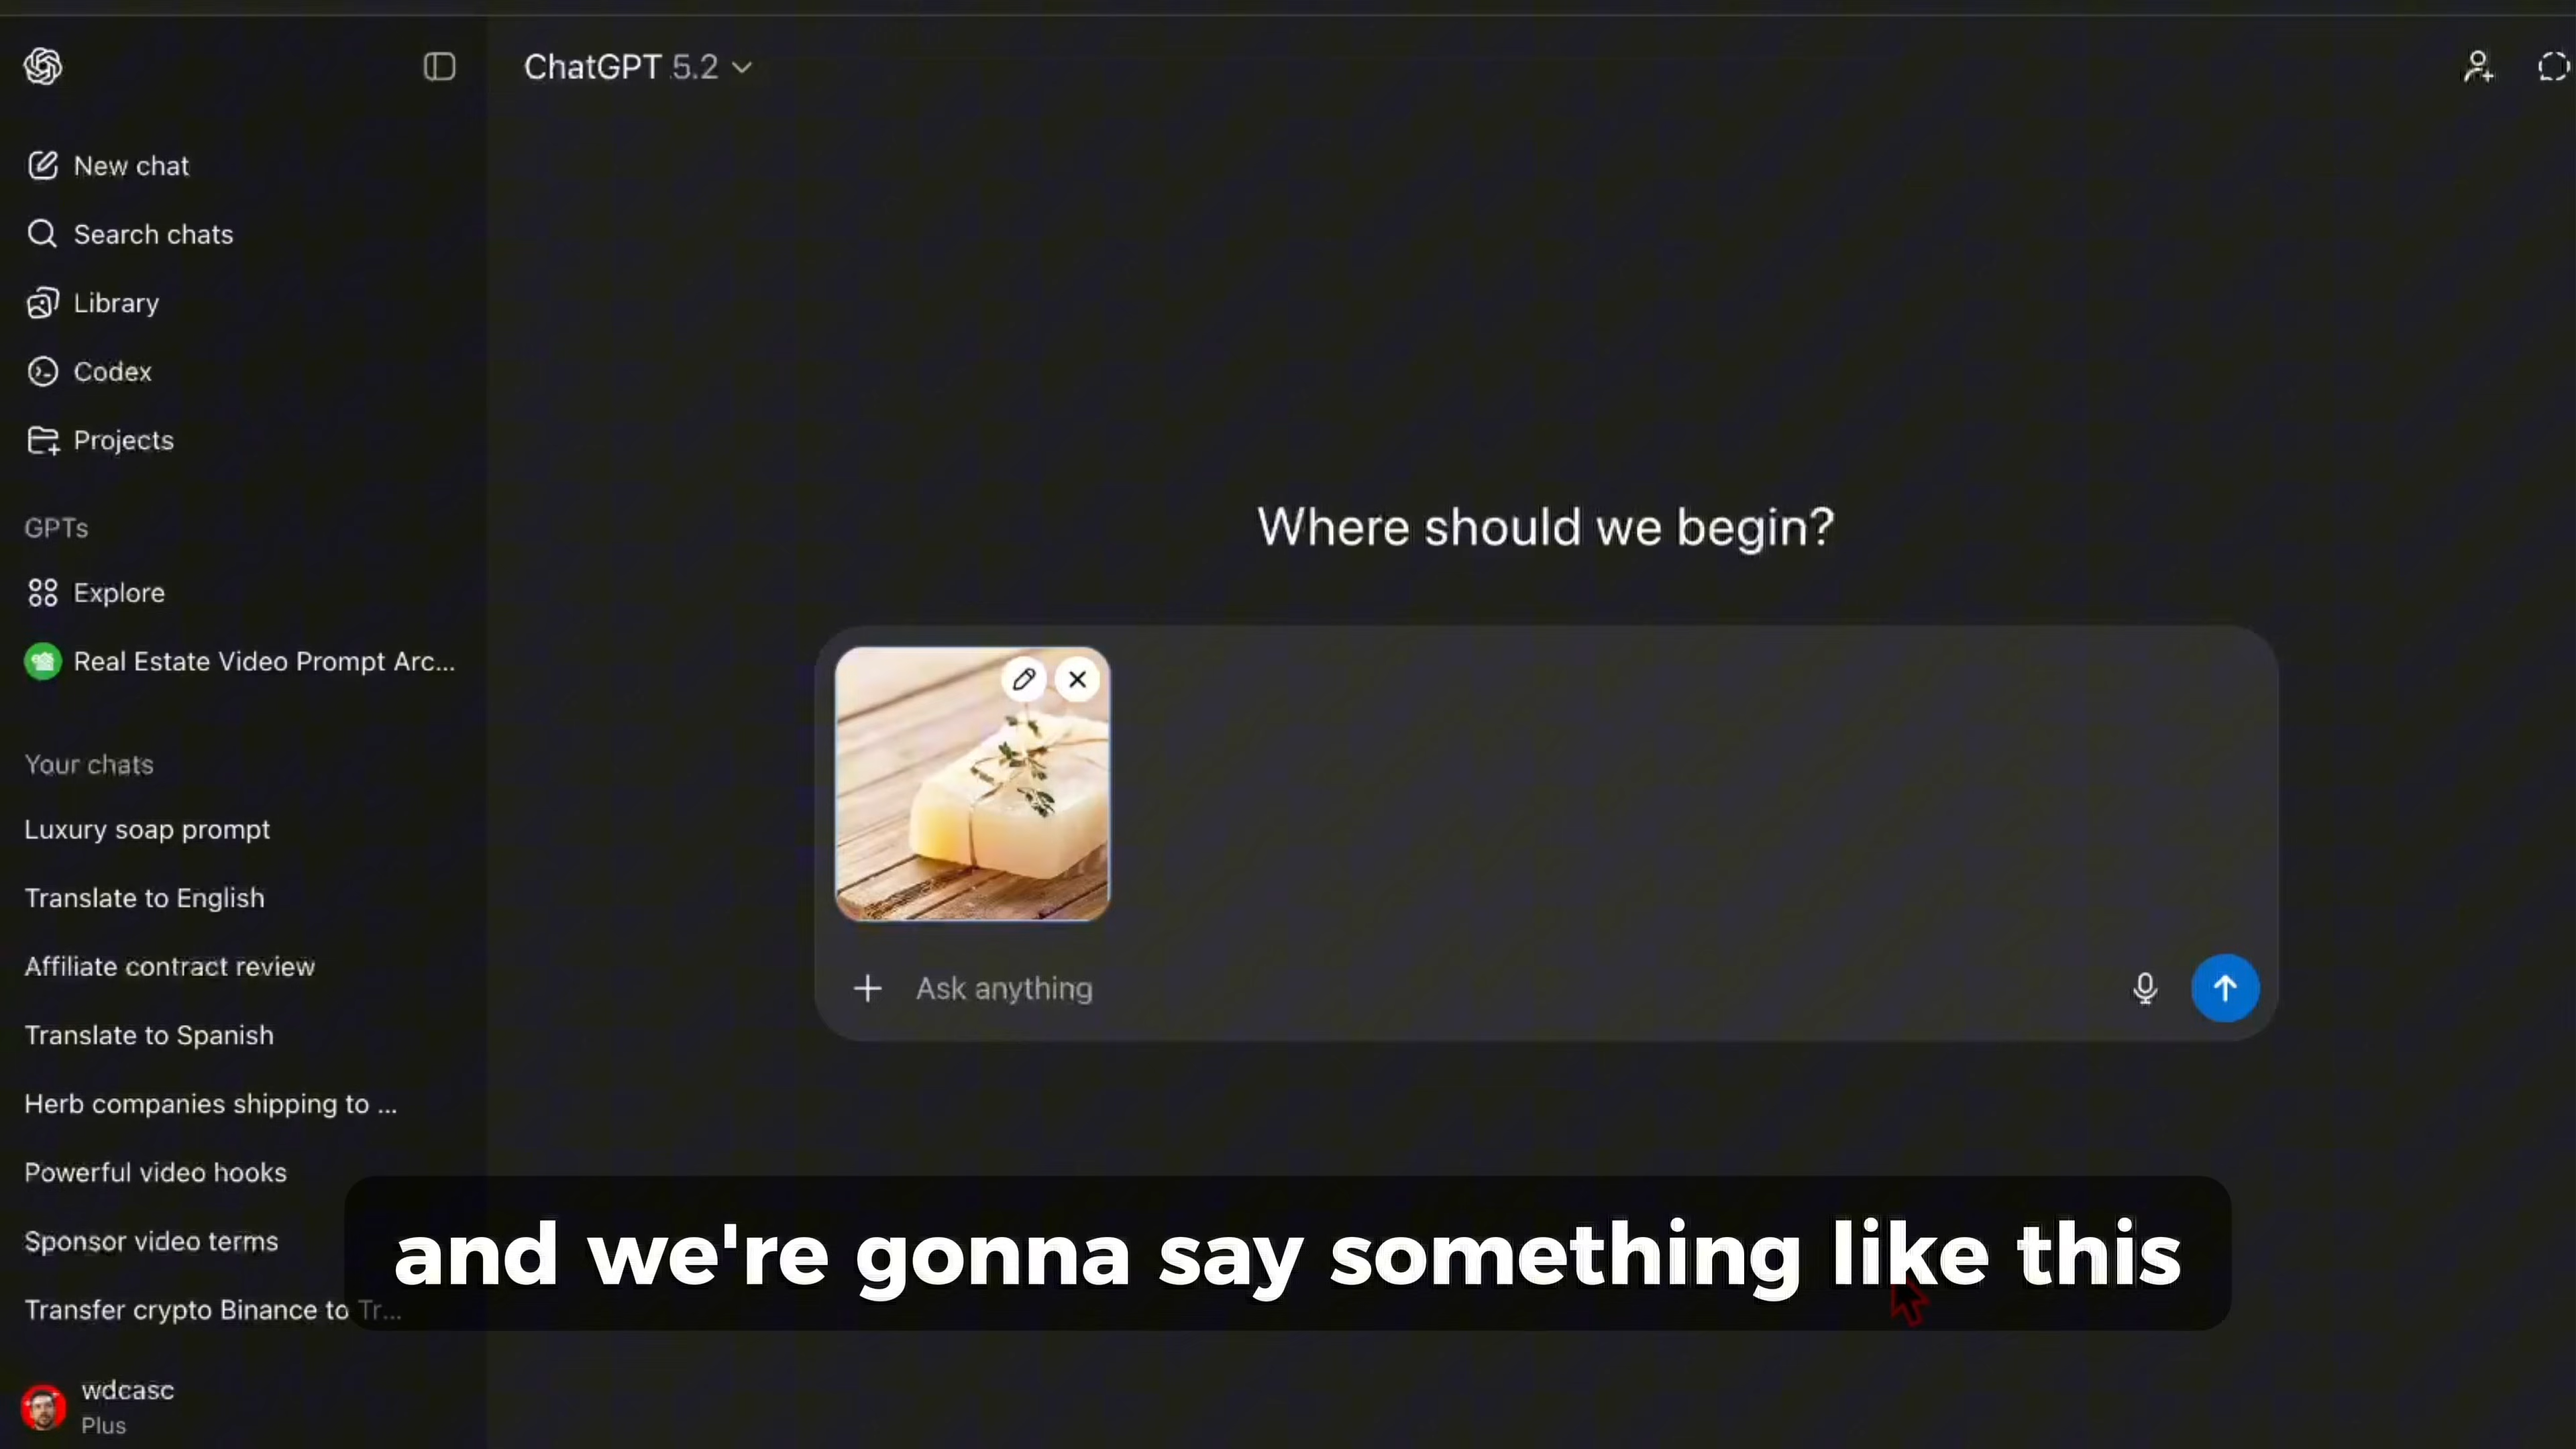 ChatGPT 5.2
New chat
Search chats
Library
Codex
Projects
GPTs
Explore
Real Estate Video Prompt Arc...
Your chats
Luxury soap prompt
Translate to English
Affiliate contract review
Translate to Spanish
Herb companies shipping to ...
Powerful video hooks
Sponsor video terms
Transfer crypto Binance to Tr...
wdcasc
Plus
Where should we begin?
Ask anything
and we're gonna say something like this